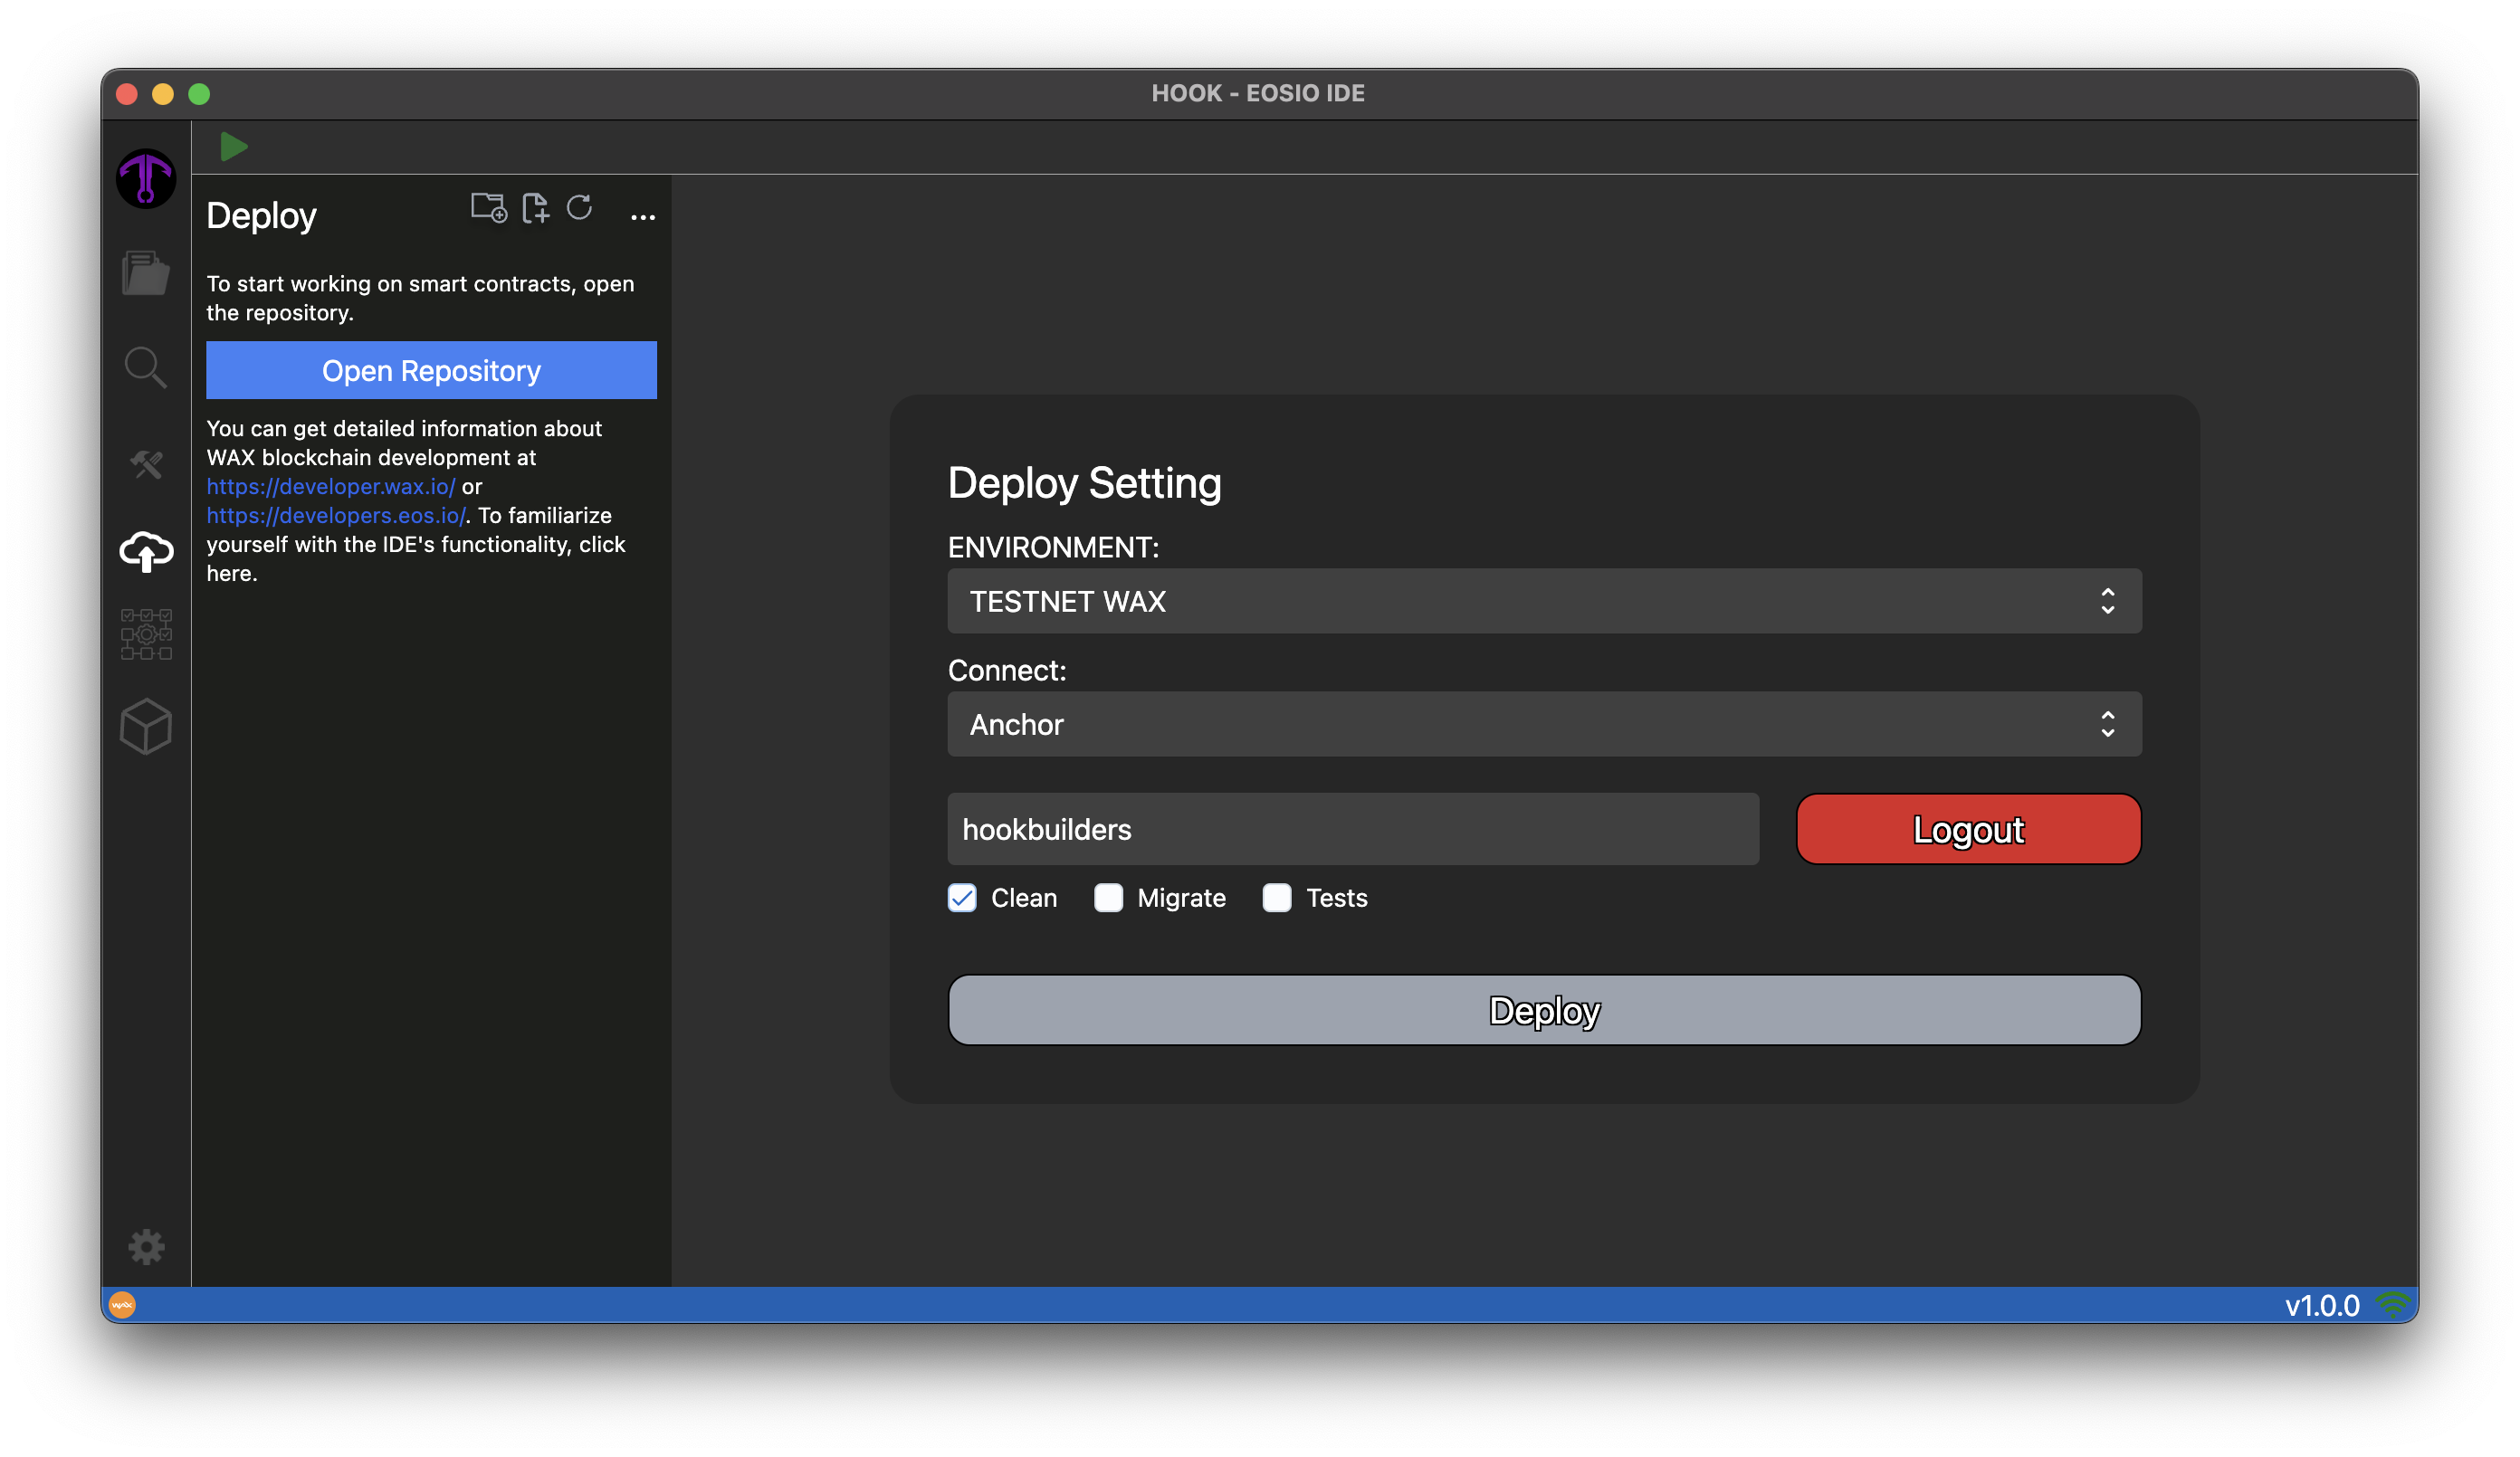 HOOK - EOSIO IDE
Deploy
...
To start working on smart contracts, open
the repository.
Open Repository
You can get detailed information about
WAX blockchain development at
https://developer.wax.io/ or
https://developers.eos.io/. To familiarize
yourself with the IDE's functionality, click
here.
Deploy Setting
ENVIRONMENT:
TESTNET WAX
Connect:
Anchor
hookbuilders
Logout
Clean
Migrate
Tests
Deploy
WAX
v1.0.0